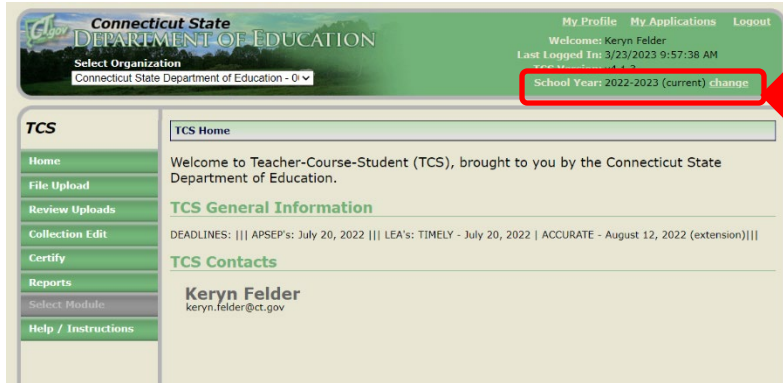 CT.gov
Connecticut State
DEPARTMENT OF EDUCATION
Select Organization
Connecticut State Department of Education - 0
My Profile My Applications Logout
Welcome: Keryn Felder
Last Logged In: 3/23/2023 9:57:38 AM
School Year: 2022-2023 (current) change
TCS
Home
File Upload
Review Uploads
Collection Edit
Certify
Reports
Select Module
Help / Instructions
TCS Home
Welcome to Teacher-Course-Student (TCS), brought to you by the Connecticut State
Department of Education.
TCS General Information
DEADLINES: ||| APSEP's: July 20, 2022 ||| LEA's: TIMELY - July 20, 2022 | ACCURATE - August 12, 2022 (extension)|||
TCS Contacts
Keryn Felder
keryn.felder@ct.gov